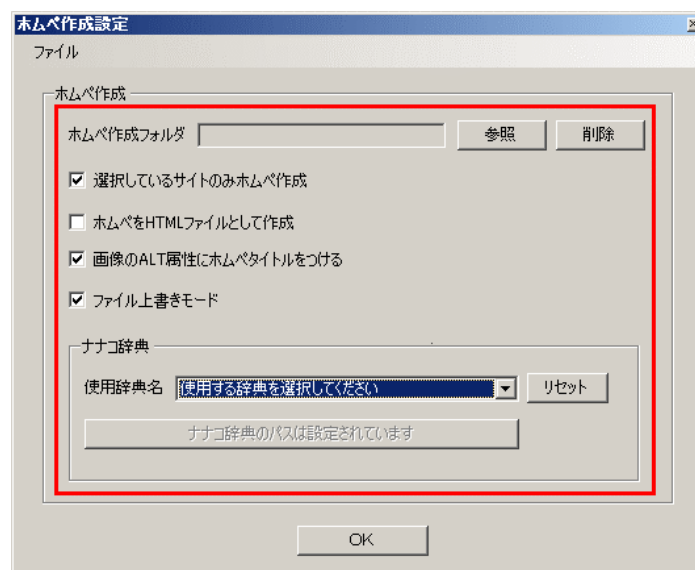 ホムペ作成設定
ファイル
ホムペ作成
ホムペ作成フォルダ 参照 削除
選択しているサイトのみホムペ作成
ホムペをHTMLファイルとして作成
画像のALT属性にホムペタイトルをつける
ファイル上書きモード
ナナコ辞典
使用辞典名 使用する辞典を選択してください リセット
ナナコ辞典のパスは設定されています
OK